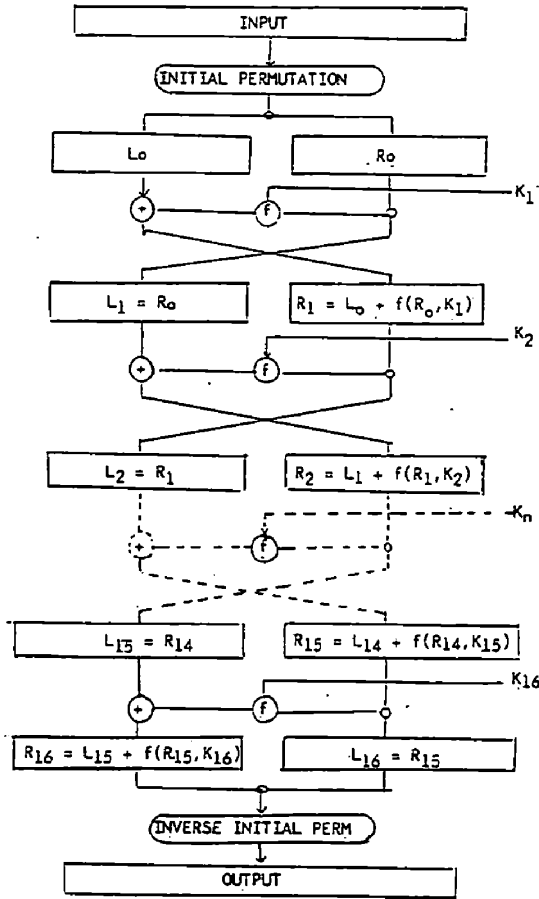 INPUT
INITIAL PERMUTATION
Lo
Ro
+
f
K1
L1 = Ro
R1 = Lo + f(Ro,K1)
K2
+
f
L2 = R1
R2 = L1 + f(R1,K2)
Kn
+
f
L15 = R14
R15 = L14 + f(R14,K15)
K16
+
f
R16 = L15 + f(R15,K16)
L16 = R15
INVERSE INITIAL PERM
OUTPUT